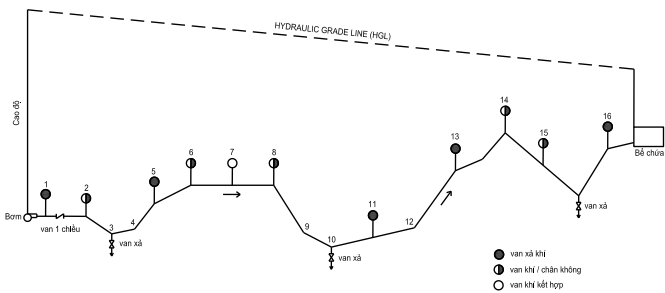 HYDRAULIC GRADE LINE (HGL)
Cao độ
14
16
13
15
Bể chứa
6
7
8
5
1
2
11
Bơm
van 1 chiều
3
4
9
12
10
van xả
van xả
van xả
van xả khí
van khí / chân không
van khí kết hợp